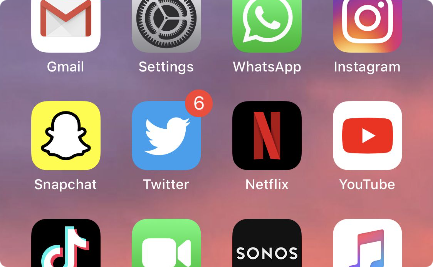 Gmail Settings WhatsApp Instagram
6
Snapchat Twitter Netflix YouTube
SONOS